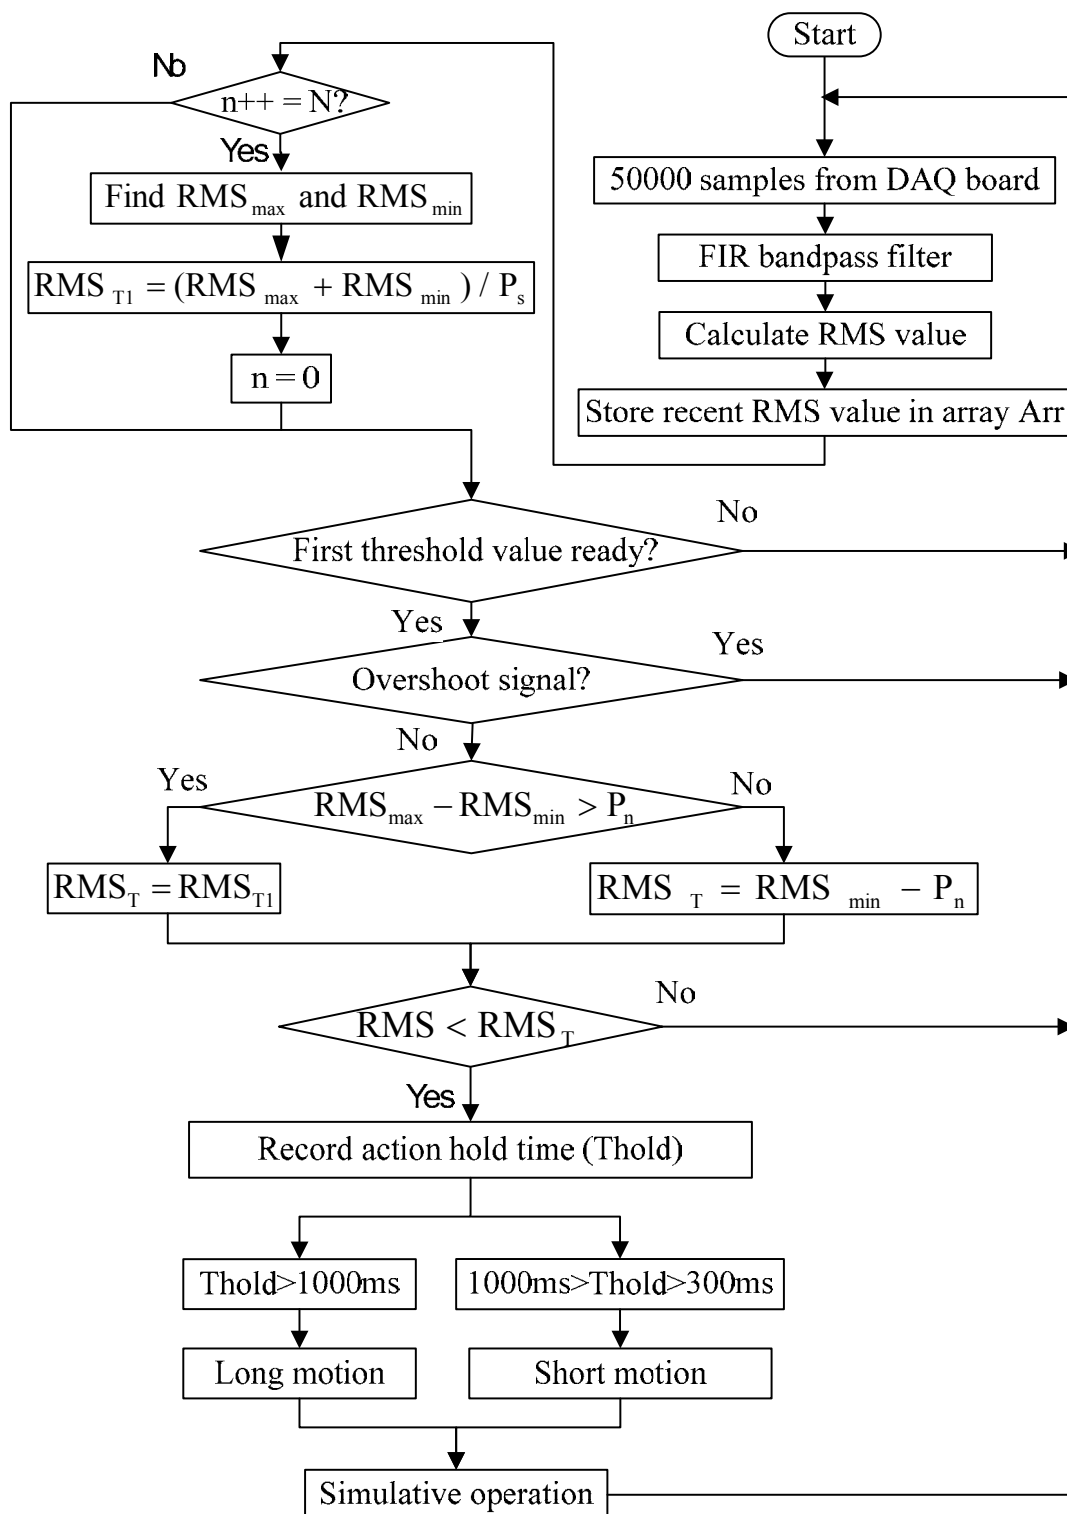 Start
50000 samples from DAQ board
FIR bandpass filter
Calculate RMS value
Store recent RMS value in array Arr
No
n++ = N?
Yes
Find RMS max and RMS min
RMS T1 = (RMS max + RMS min ) / Ps
n = 0
First threshold value ready?
No
Yes
Overshoot signal?
Yes
No
RMSmax − RMSmin > Pn
Yes
No
RMST = RMST1
RMS T = RMS min − Pn
RMS < RMS T
No
Yes
Record action hold time (Thold)
Thold>1000ms
1000ms>Thold>300ms
Long motion
Short motion
Simulative operation